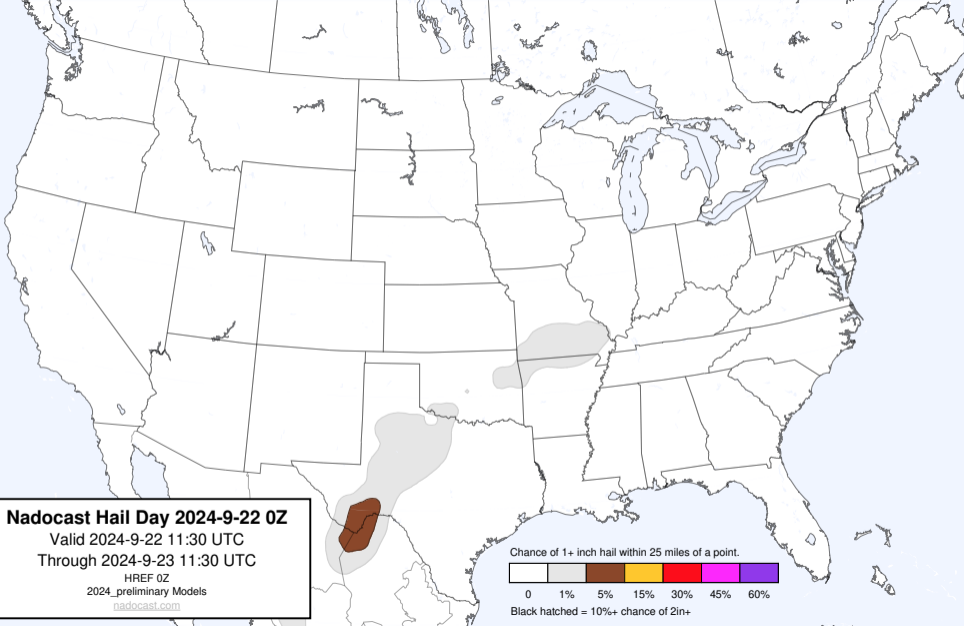 Nadocast Hail Day 2024-9-22 0Z
Valid 2024-9-22 11:30 UTC
Through 2024-9-23 11:30 UTC
HREF 0Z
2024_preliminary Models
nadocast.com
Chance of 1+ inch hail within 25 miles of a point.
0 1% 5% 15% 30% 45% 60%
Black hatched = 10%+ chance of 2in+